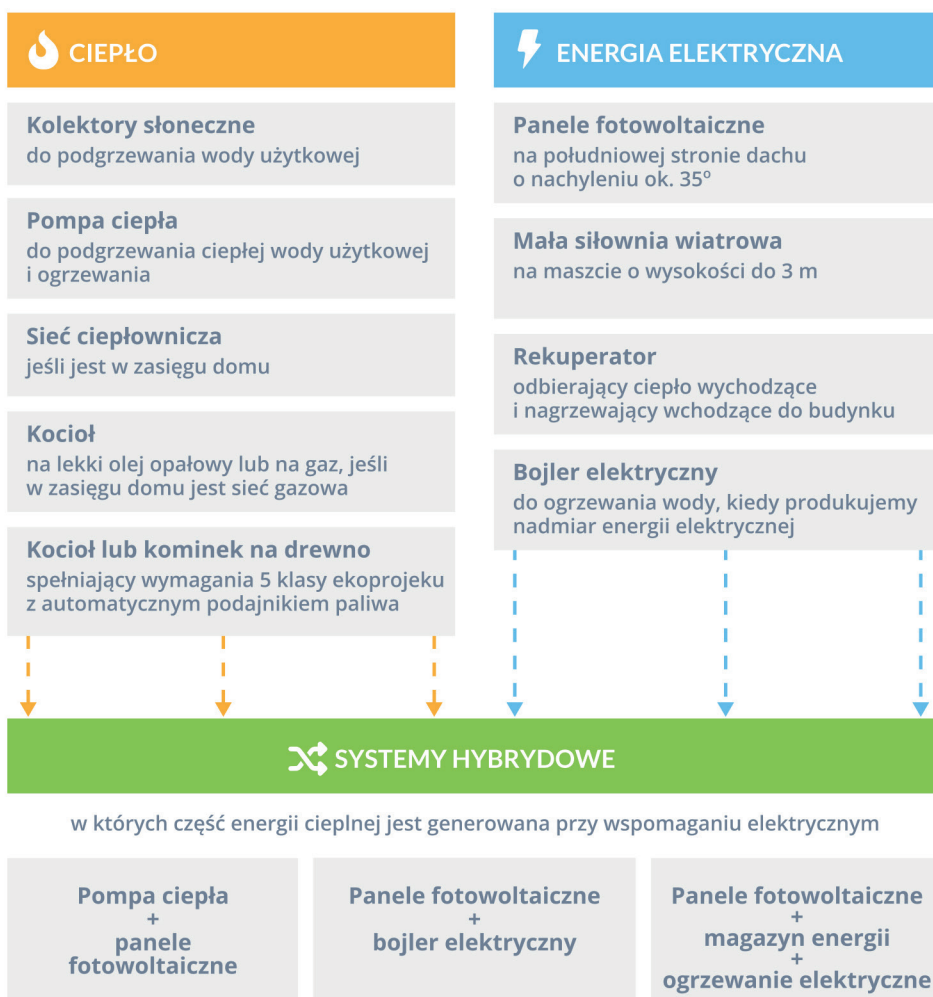 CIEPŁO
Kolektory słoneczne
do podgrzewania wody użytkowej
Pompa ciepła
do podgrzewania ciepłej wody użytkowej
i ogrzewania
Sieć ciepłownicza
jeśli jest w zasięgu domu
Kocioł
na lekki olej opałowy lub na gaz, jeśli
w zasięgu domu jest sieć gazowa
Kocioł lub kominek na drewno
spełniający wymagania 5 klasy ekoprojeku
z automatycznym podajnikiem paliwa
ENERGIA ELEKTRYCZNA
Panele fotowoltaiczne
na południowej stronie dachu
o nachyleniu ok. 35º
Mała siłownia wiatrowa
na maszcie o wysokości do 3 m
Rekuperator
odbierający ciepło wychodzące
i nagrzewający wchodzące do budynku
Bojler elektryczny
do ogrzewania wody, kiedy produkujemy
nadmiar energii elektrycznej
SYSTEMY HYBRYDOWE
w których część energii cieplnej jest generowana przy wspomaganiu elektrycznym
Pompa ciepła
+
panele
fotowoltaiczne
Panele fotowoltaiczne
+
bojler elektryczny
Panele fotowoltaiczne
+
magazyn energii
+
ogrzewanie elektryczne